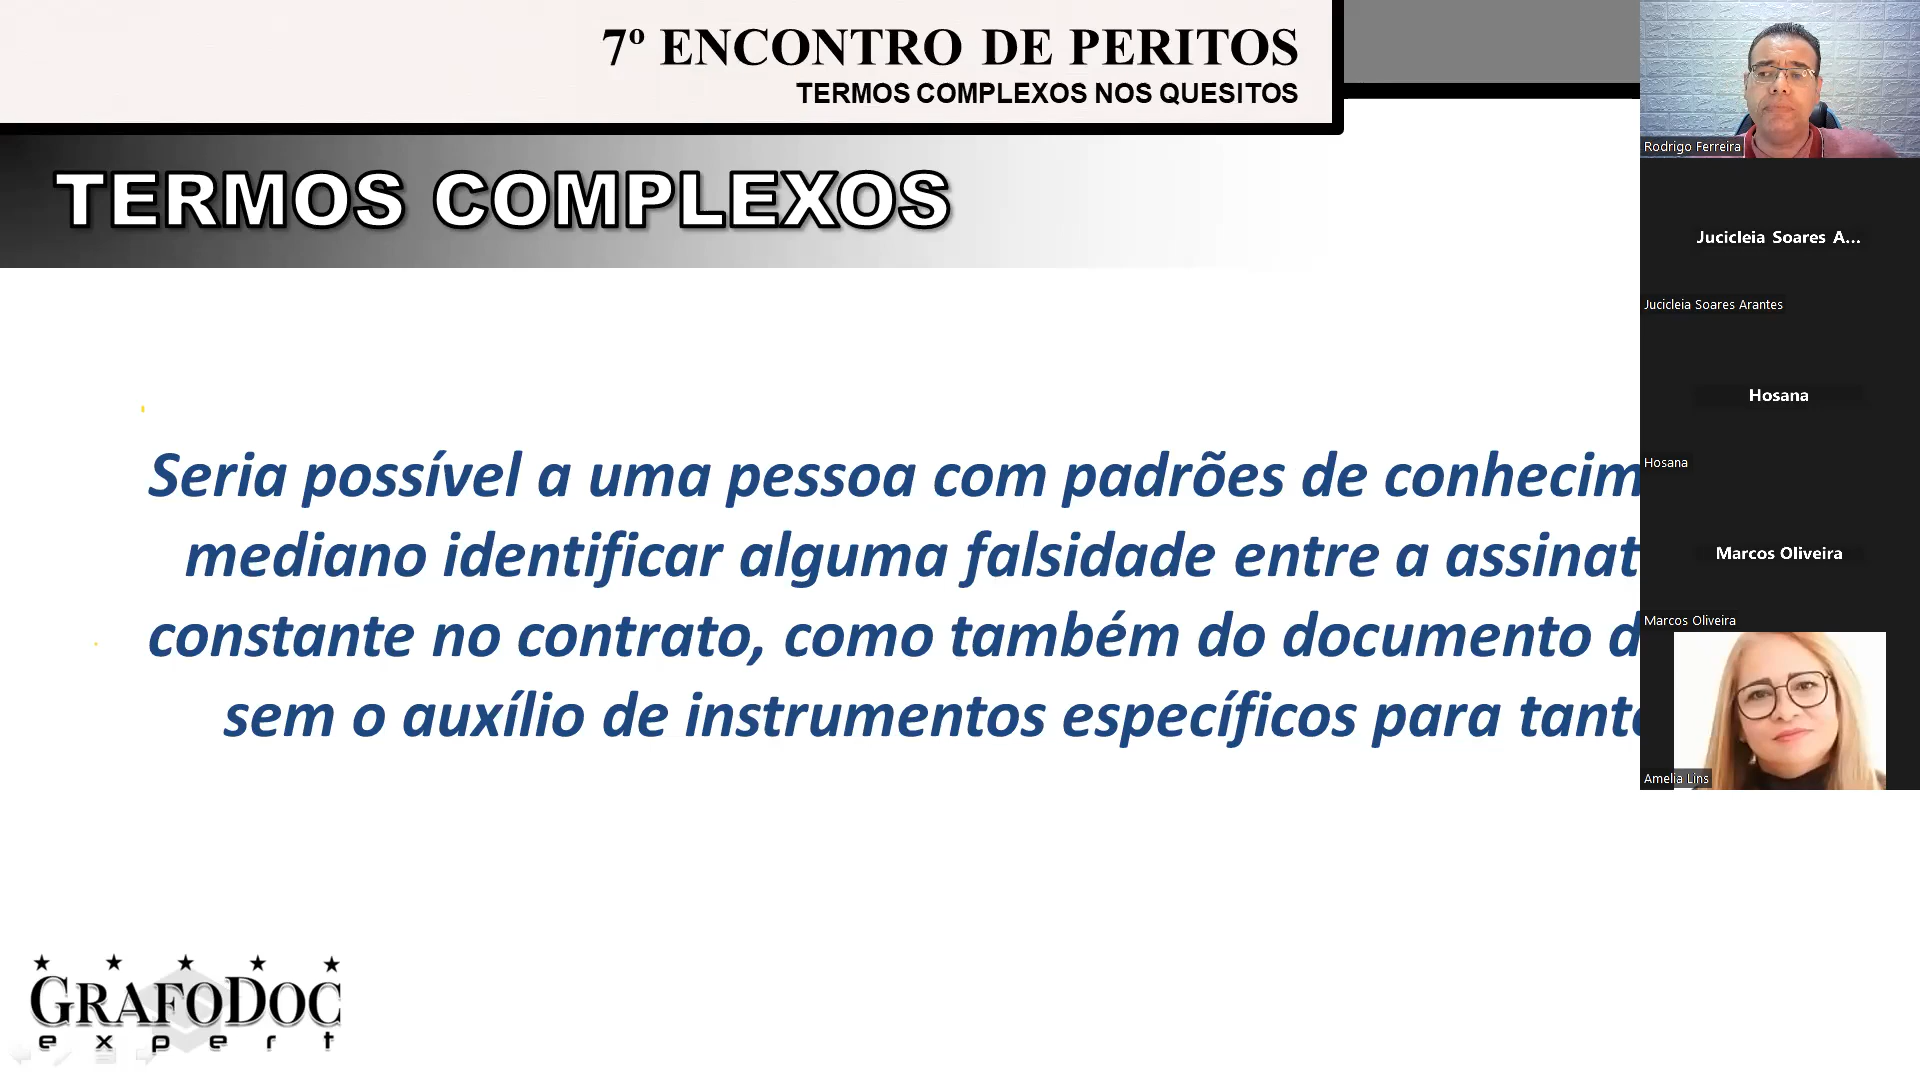 7º ENCONTRO DE PERITOS
TERMOS COMPLEXOS NOS QUESITOS
TERMOS COMPLEXOS
Seria possível a uma pessoa com padrões de conhecim
mediano identificar alguma falsidade entre a assinat
constante no contrato, como também do documento d
sem o auxílio de instrumentos específicos para tanto
GRAFODOC
expert
Rodrigo Ferreira
Jucicleia Soares A...
Jucicleia Soares Arantes
Hosana
Hosana
Marcos Oliveira
Marcos Oliveira
Amelia Lins